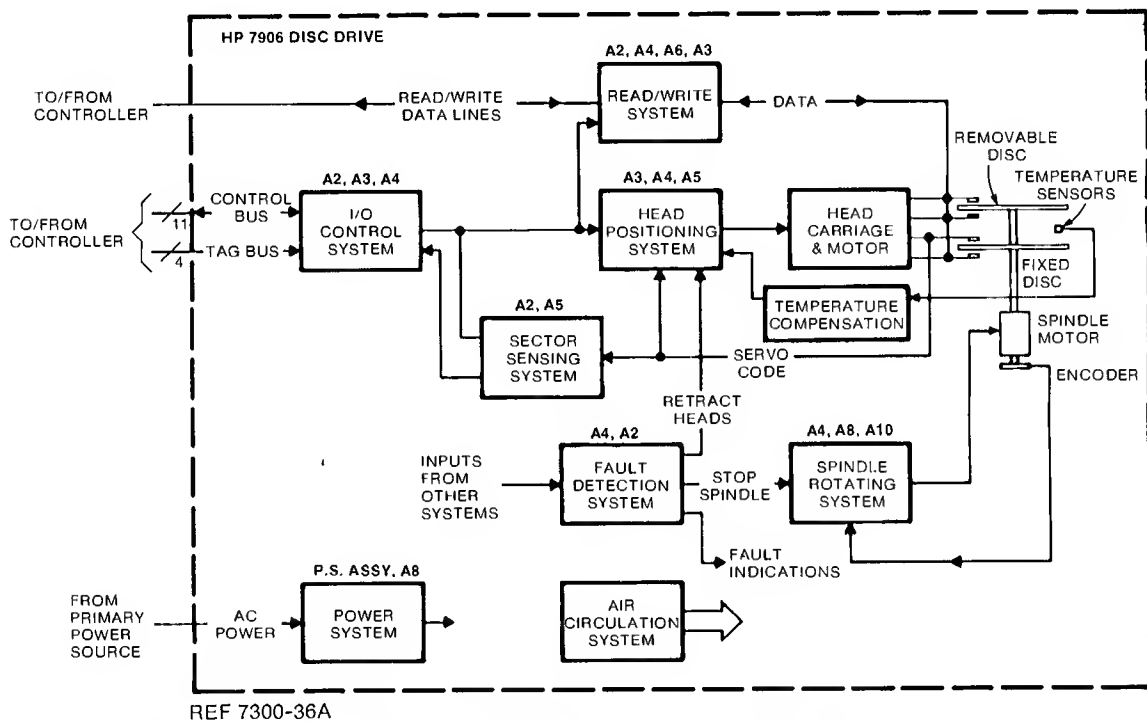 HP 7906 DISC DRIVE
A2, A4, A6, A3
TO/FROM
CONTROLLER
READ/WRITE
DATA LINES
READ/WRITE
SYSTEM
DATA
REMOVABLE
DISC
TEMPERATURE
SENSORS
A2, A3, A4
A3, A4, A5
TO/FROM
CONTROLLER
11
CONTROL
BUS
4
TAG BUS
I/O
CONTROL
SYSTEM
HEAD
POSITIONING
SYSTEM
HEAD
CARRIAGE
& MOTOR
FIXED
DISC
A2, A5
SECTOR
SENSING
SYSTEM
TEMPERATURE
COMPENSATION
SERVO
CODE
SPINDLE
MOTOR
ENCODER
RETRACT
HEADS
A4, A2
A4, A8, A10
INPUTS
FROM
OTHER
SYSTEMS
FAULT
DETECTION
SYSTEM
STOP
SPINDLE
SPINDLE
ROTATING
SYSTEM
FAULT
INDICATIONS
P.S. ASSY, A8
FROM
PRIMARY
POWER
SOURCE
AC
POWER
POWER
SYSTEM
AIR
CIRCULATION
SYSTEM
REF 7300-36A